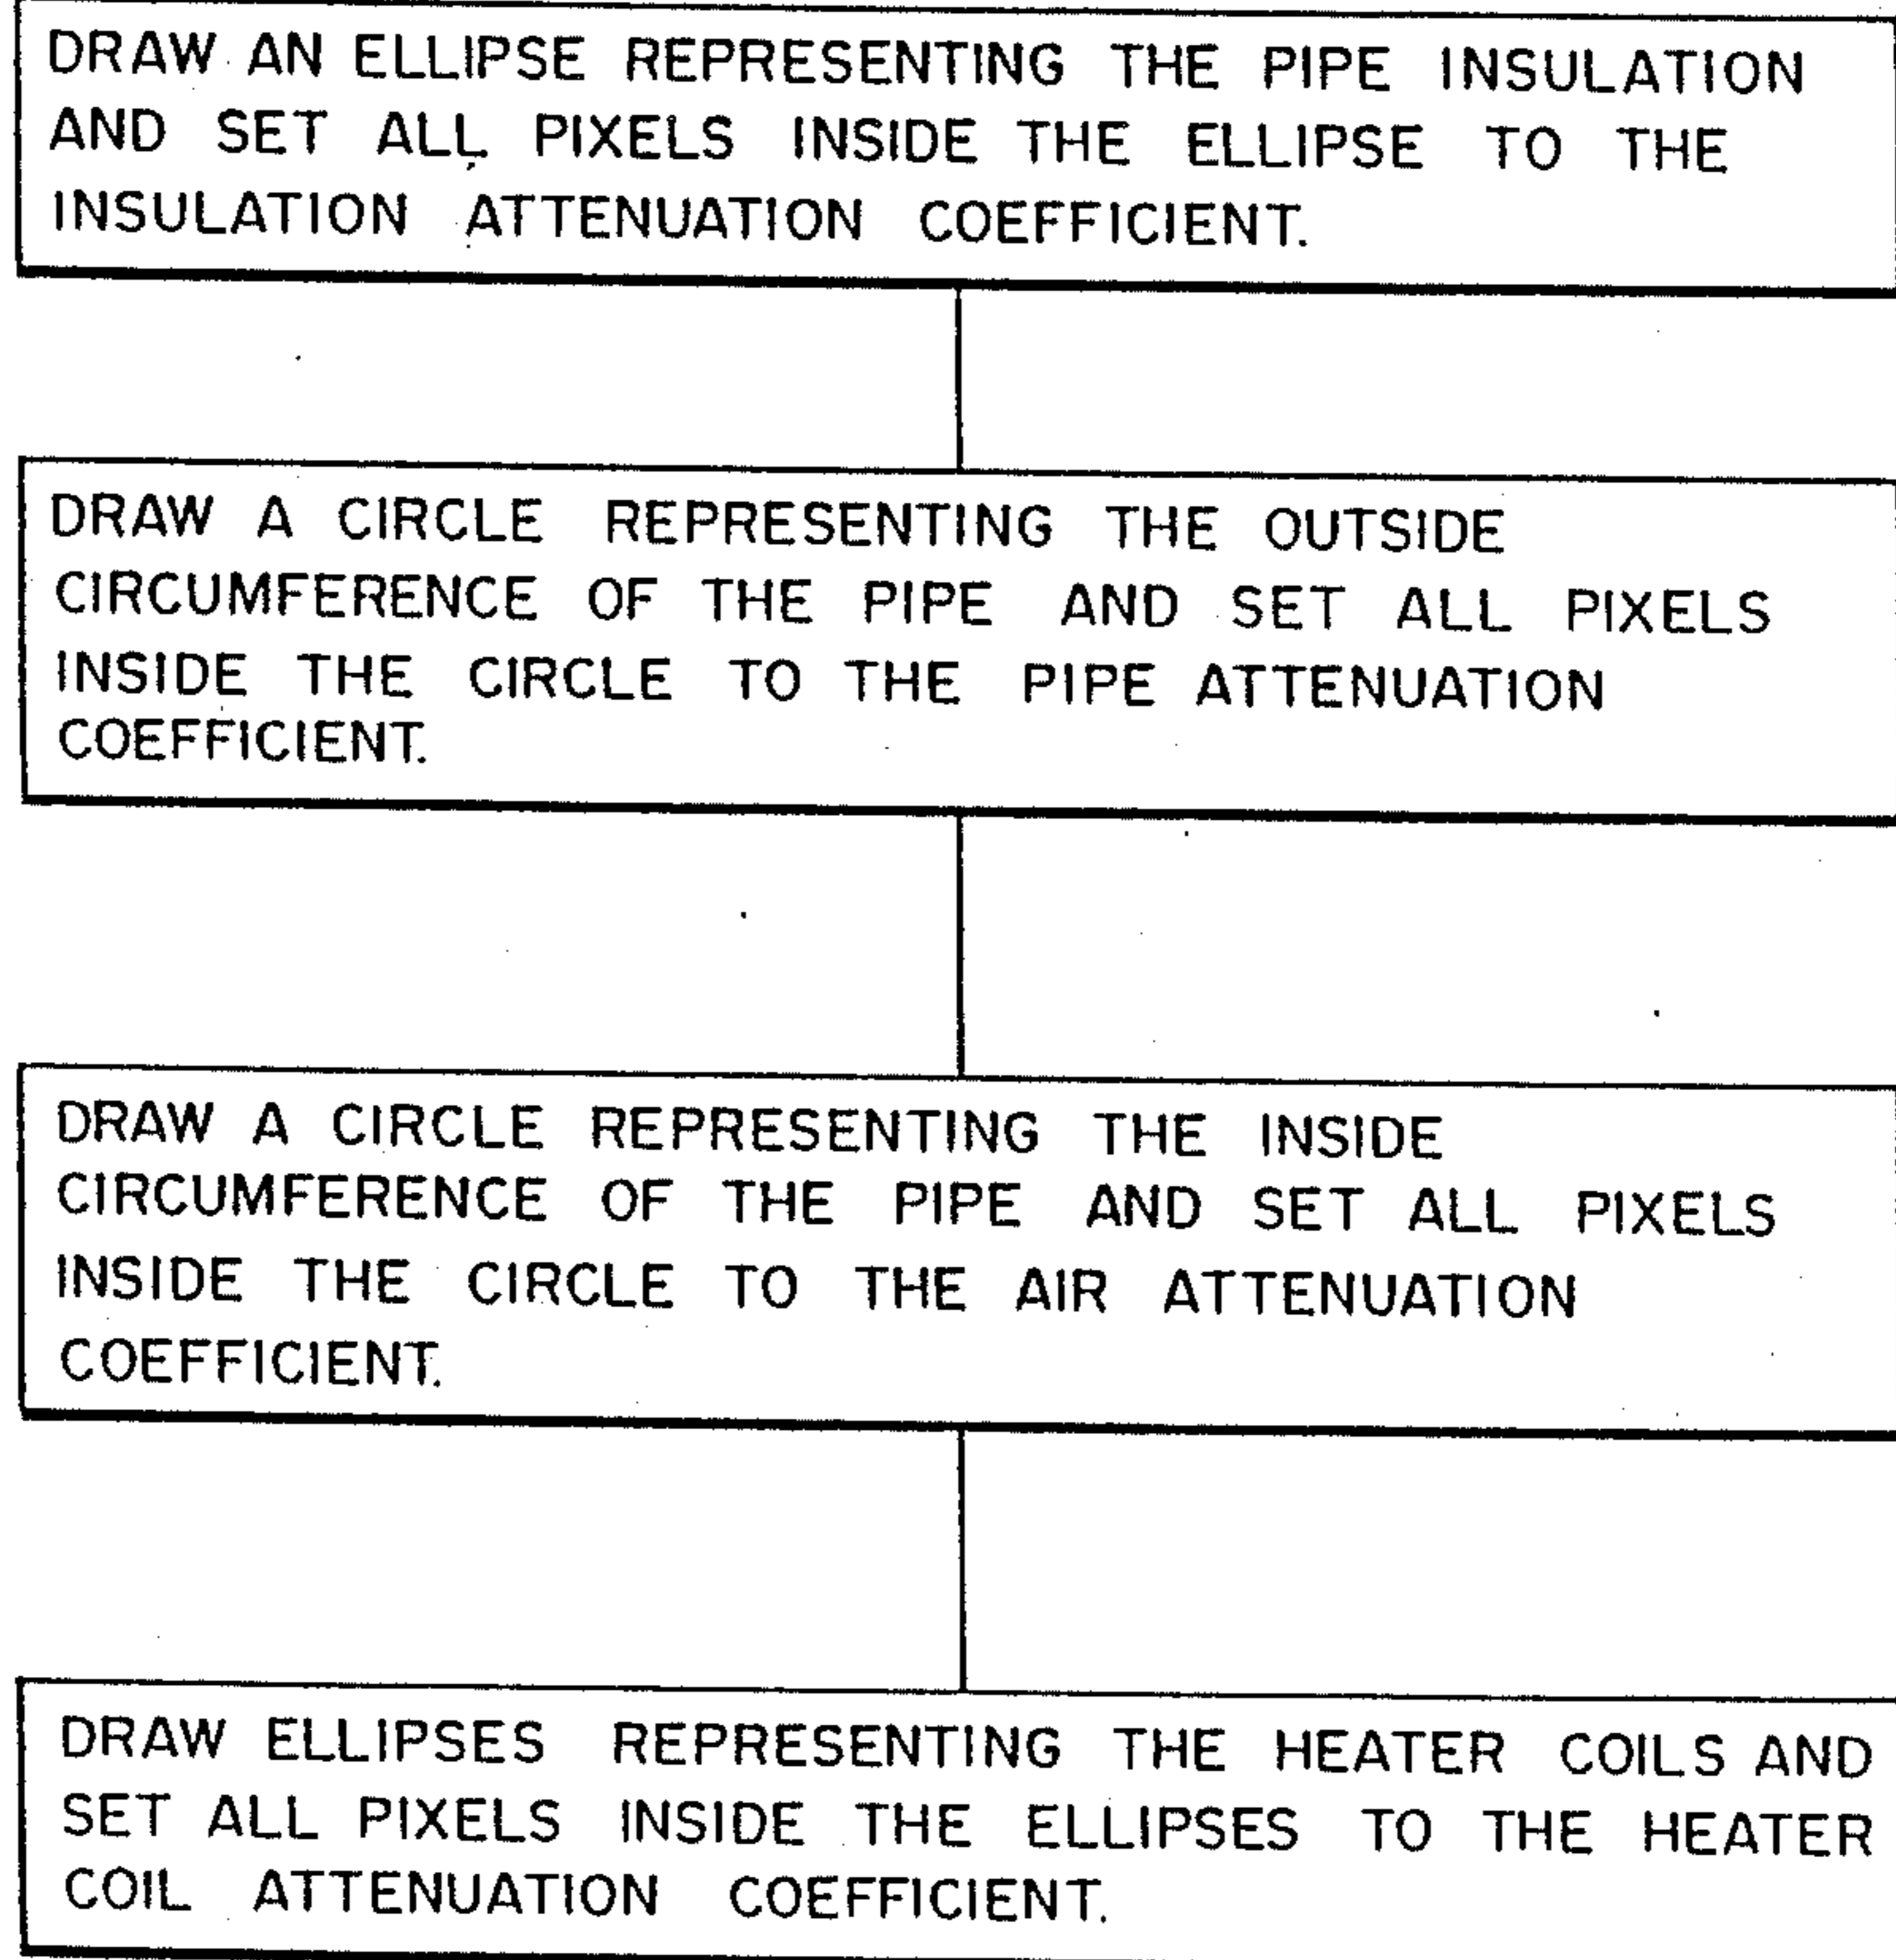 DRAW AN ELLIPSE REPRESENTING THE PIPE INSULATION
AND SET ALL PIXELS INSIDE THE ELLIPSE TO THE
INSULATION ATTENUATION COEFFICIENT.
DRAW A CIRCLE REPRESENTING THE OUTSIDE
CIRCUMFERENCE OF THE PIPE AND SET ALL PIXELS
INSIDE THE CIRCLE TO THE PIPE ATTENUATION
COEFFICIENT.
DRAW A CIRCLE REPRESENTING THE INSIDE
CIRCUMFERENCE OF THE PIPE AND SET ALL PIXELS
INSIDE THE CIRCLE TO THE AIR ATTENUATION
COEFFICIENT.
DRAW ELLIPSES REPRESENTING THE HEATER COILS AND
SET ALL PIXELS INSIDE THE ELLIPSES TO THE HEATER
COIL ATTENUATION COEFFICIENT.